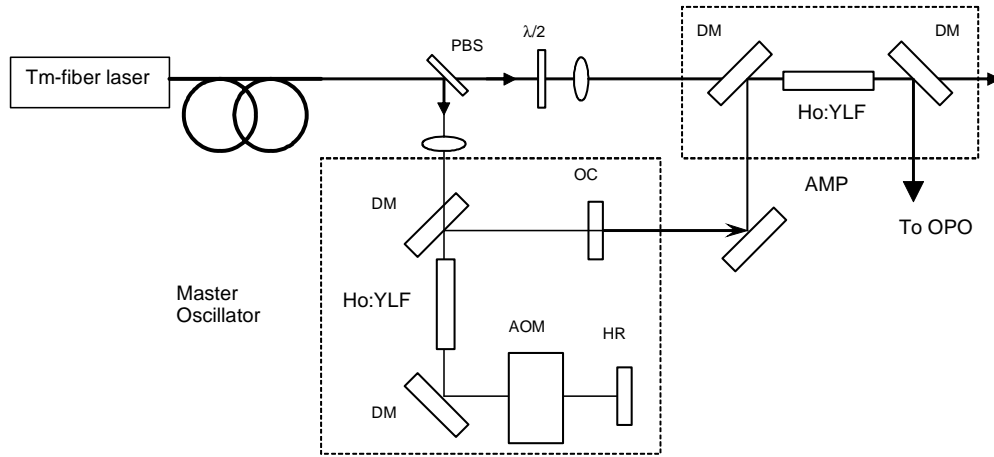 PBS
λ/2
DM
DM
Tm-fiber laser
Ho:YLF
AMP
To OPO
OC
DM
Ho:YLF
Master
Oscillator
AOM
HR
DM